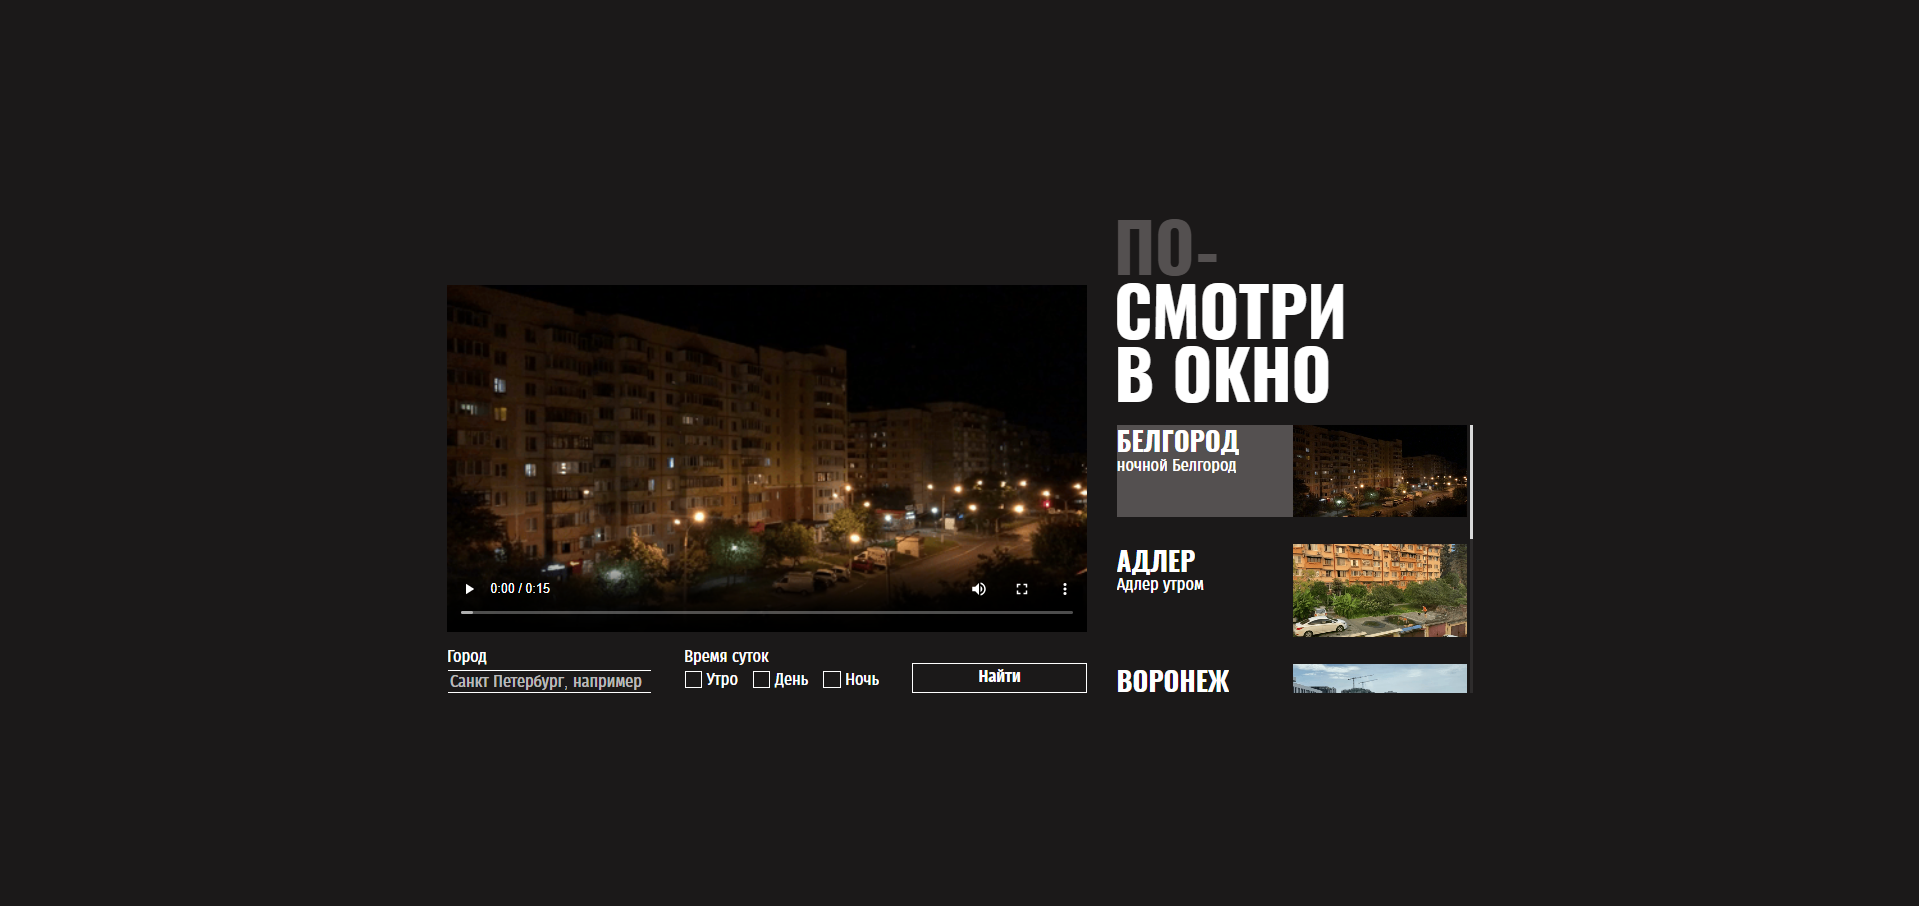 ПО-
СМОТРИ
В ОКНО
0:00 / 0:15
Город
Санкт Петербург, например
Время суток
Утро
День
Ночь
Найти
БЕЛГОРОД
ночной Белгород
АДЛЕР
Адлер утром
ВОРОНЕЖ